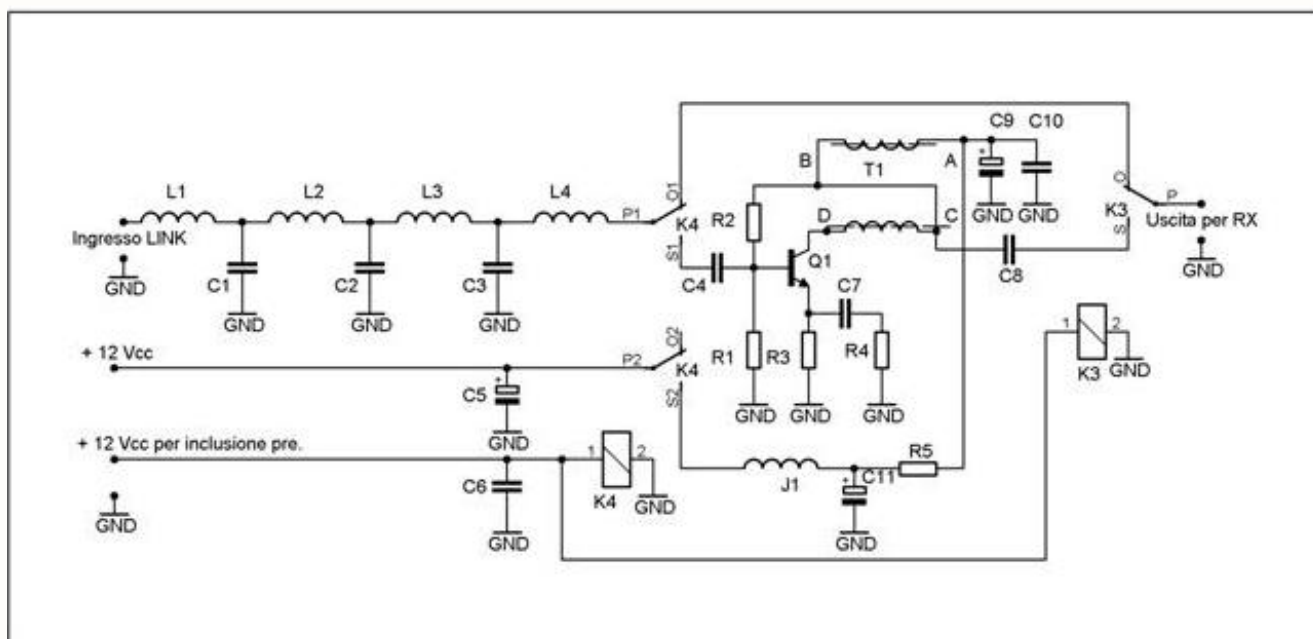 C9 C10
B A
T1
GND GND
L1 L2 L3 L4
O1
P1
K4
R2
D C
O
P
K3
S
Uscita per RX
Ingresso LINK
S1
C4
Q1
C7
C8
GND
C1 C2 C3
GND
GND GND GND
+ 12 Vcc
O2
P2
K4
R1 R3 R4
1 2
K3
GND
C5
+
S2
GND GND GND
GND
+ 12 Vcc per inclusione pre.
1 2
R5
C6
K4
J1
+
C11
GND
GND
GND
GND
+